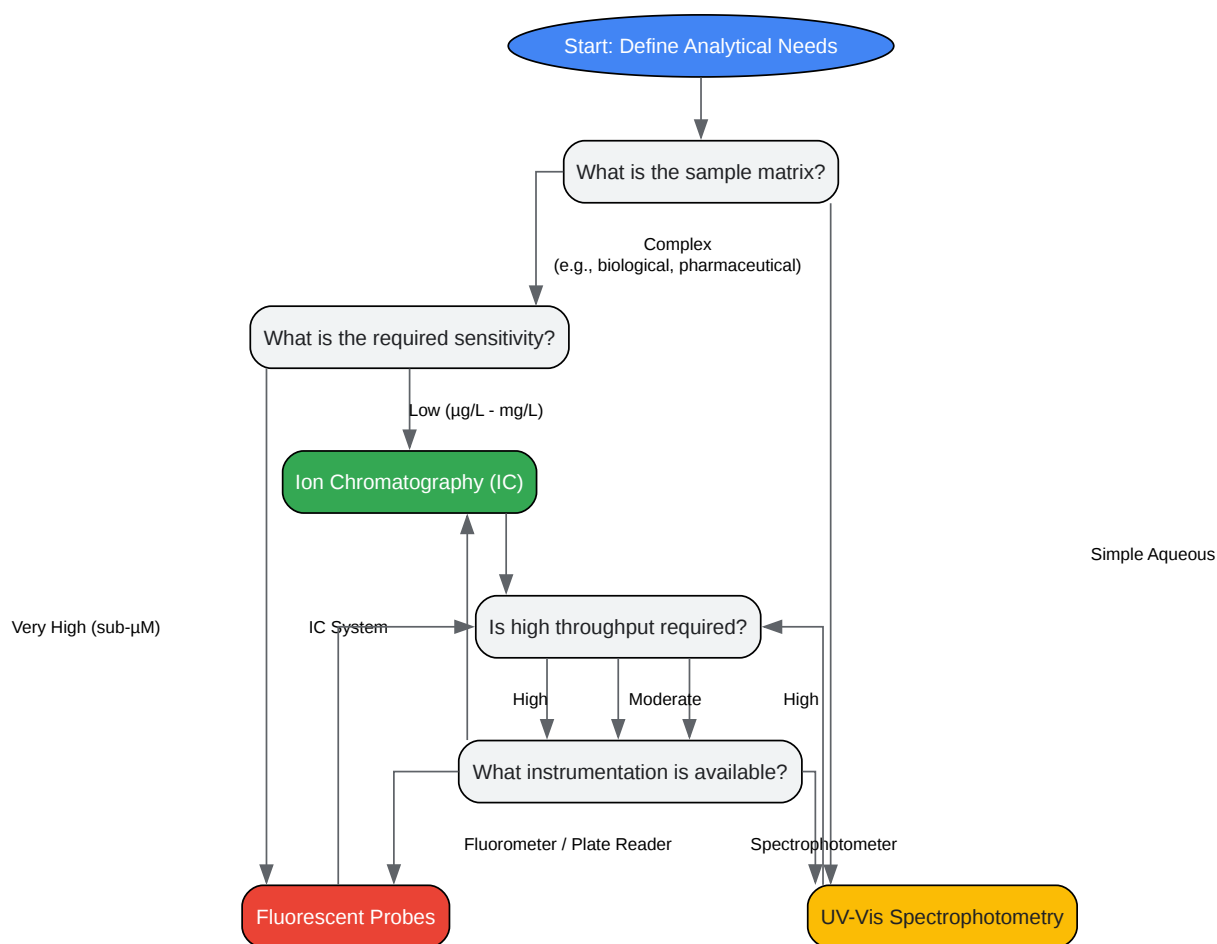 Start: Define Analytical Needs
What is the sample matrix?
Complex
(e.g., biological, pharmaceutical)
What is the required sensitivity?
Low (µg/L - mg/L)
Ion Chromatography (IC)
Simple Aqueous
Very High (sub-µM)
IC System
Is high throughput required?
High
Moderate
High
What instrumentation is available?
Fluorometer / Plate Reader
Spectrophotometer
Fluorescent Probes
UV-Vis Spectrophotometry